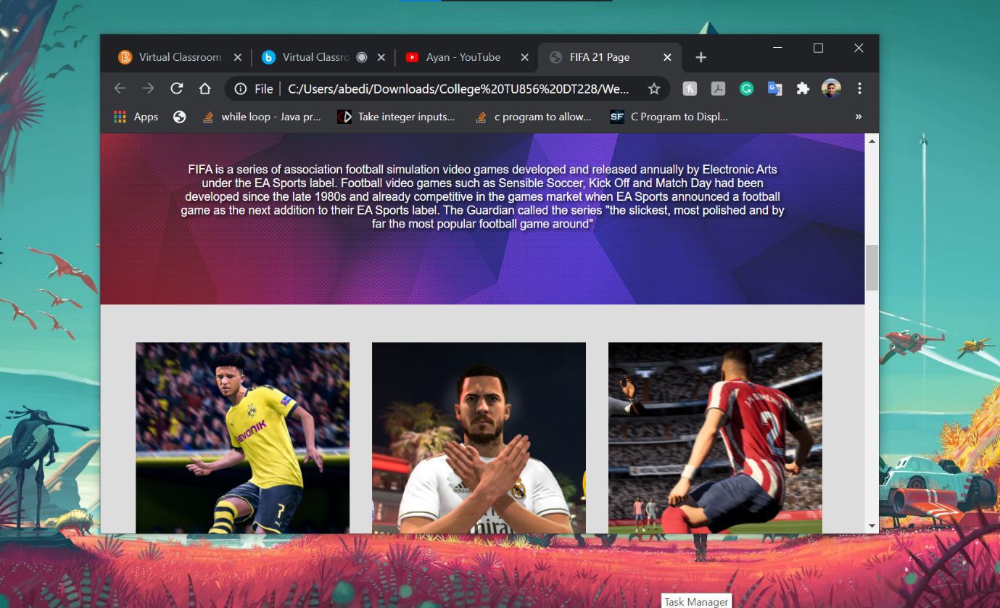 Virtual Classroom
Virtual Classro
Ayan - YouTube
FIFA 21 Page
File
C:/Users/abedi/Downloads/College%20TU856%20DT228/We...
Apps
while loop - Java pr...
Take integer inputs...
c program to allow...
SF
C Program to Displ...
»
FIFA is a series of association football simulation video games developed and released annually by Electronic Arts
under the EA Sports label. Football video games such as Sensible Soccer, Kick Off and Match Day had been
developed since the late 1980s and already competitive in the games market when EA Sports announced a football
game as the next addition to their EA Sports label. The Guardian called the series "the slickest, most polished and by
far the most popular football game around"
BVB
EVONIK
7
adidas
Emira
2
REAL MADRID
Task Manager